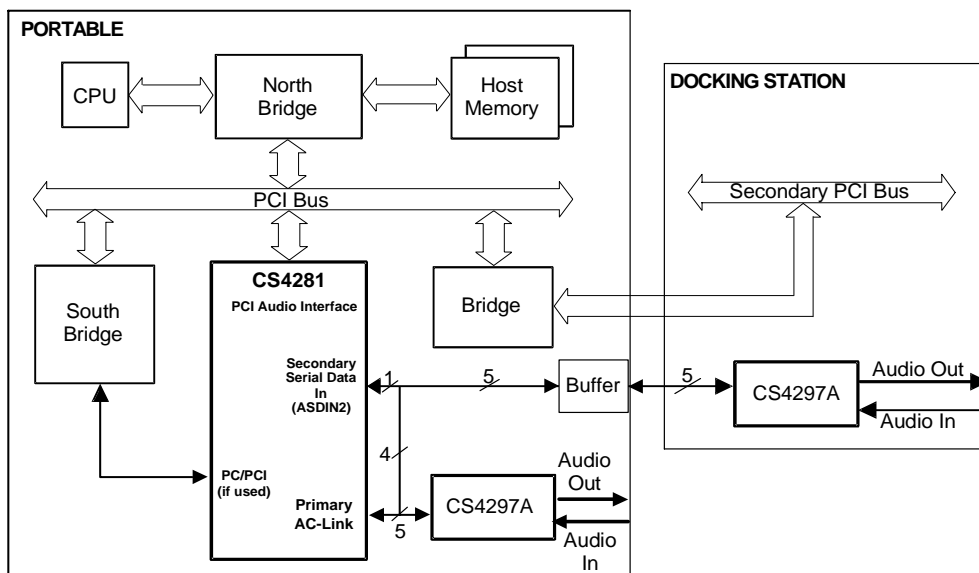 PORTABLE
CPU
North
Bridge
Host
Memory
DOCKING STATION
PCI Bus
Secondary PCI Bus
South
Bridge
CS4281
PCI Audio Interface
Secondary
Serial Data
In
(ASDIN2)
PC/PCI
(if used)
Primary
AC-Link
Bridge
1
5
Buffer
5
CS4297A
Audio Out
Audio In
4
5
CS4297A
Audio
Out
Audio
In